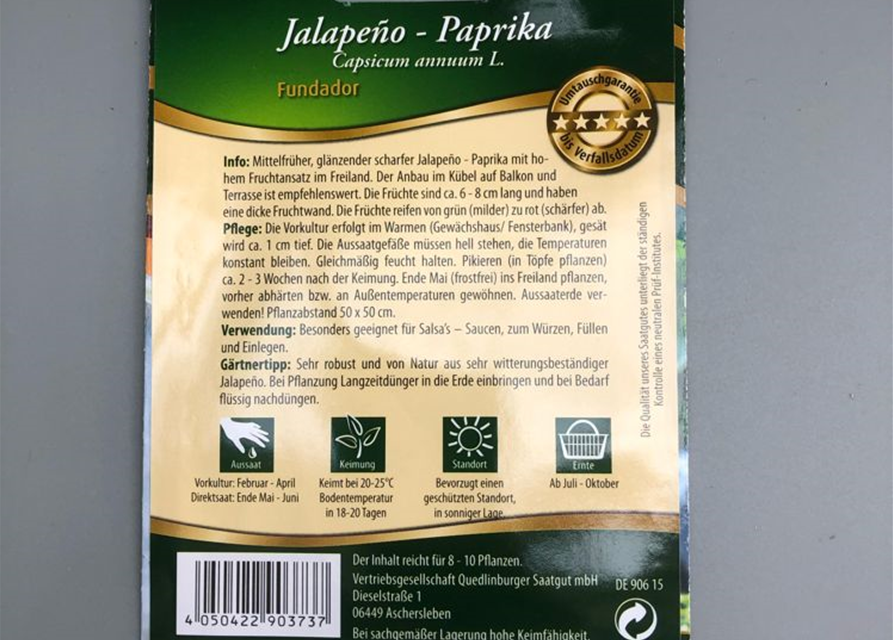 Jalapeño - Paprika
Capsicum annuum L.
Fundador
Umtauschgarantie
bis Verfallsdatum
Info: Mittelfrüher, glänzender scharfer Jalapeño - Paprika mit ho-
hem Fruchtansatz im Freiland. Der Anbau im Kübel auf Balkon und
Terrasse ist empfehlenswert. Die Früchte sind ca. 6 - 8 cm lang und haben
eine dicke Fruchtwand. Die Früchte reifen von grün (milder) zu rot (schärfer) ab.
Pflege: Die Vorkultur erfolgt im Warmen (Gewächshaus/ Fensterbank), gesät
wird ca. 1 cm tief. Die Aussaatgefäße müssen hell stehen, die Temperaturen
konstant bleiben. Gleichmäßig feucht halten. Pikieren (in Töpfe pflanzen)
ca. 2 - 3 Wochen nach der Keimung. Ende Mai (frostfrei) ins Freiland pflanzen,
vorher abhärten bzw. an Außentemperaturen gewöhnen. Aussaaterde ver-
wenden! Pflanzabstand 50 x 50 cm.
Verwendung: Besonders geeignet für Salsa's – Saucen, zum Würzen, Füllen
und Einlegen.
Gärtnertipp: Sehr robust und von Natur aus sehr witterungsbeständiger
Jalapeño. Bei Pflanzung Langzeitdünger in die Erde einbringen und bei Bedarf
flüssig nachdüngen.
Die Qualität unseres Saatgutes unterliegt der ständigen
Kontrolle eines neutralen Prüf-Institutes.
Aussaat
Vorkultur: Februar - April
Direktsaat: Ende Mai - Juni
Keimung
Keimt bei 20-25°C
Bodentemperatur
in 18-20 Tagen
Standort
Bevorzugt einen
geschützten Standort,
in sonniger Lage.
Ernte
Ab Juli - Oktober
4 050422 903737
Der Inhalt reicht für 8 - 10 Pflanzen.
Vertriebsgesellschaft Quedlinburger Saatgut mbH
Dieselstraße 1
06449 Aschersleben
Bei sachgemäßer Lagerung hohe Keimfähigkeit.
DE 906 15